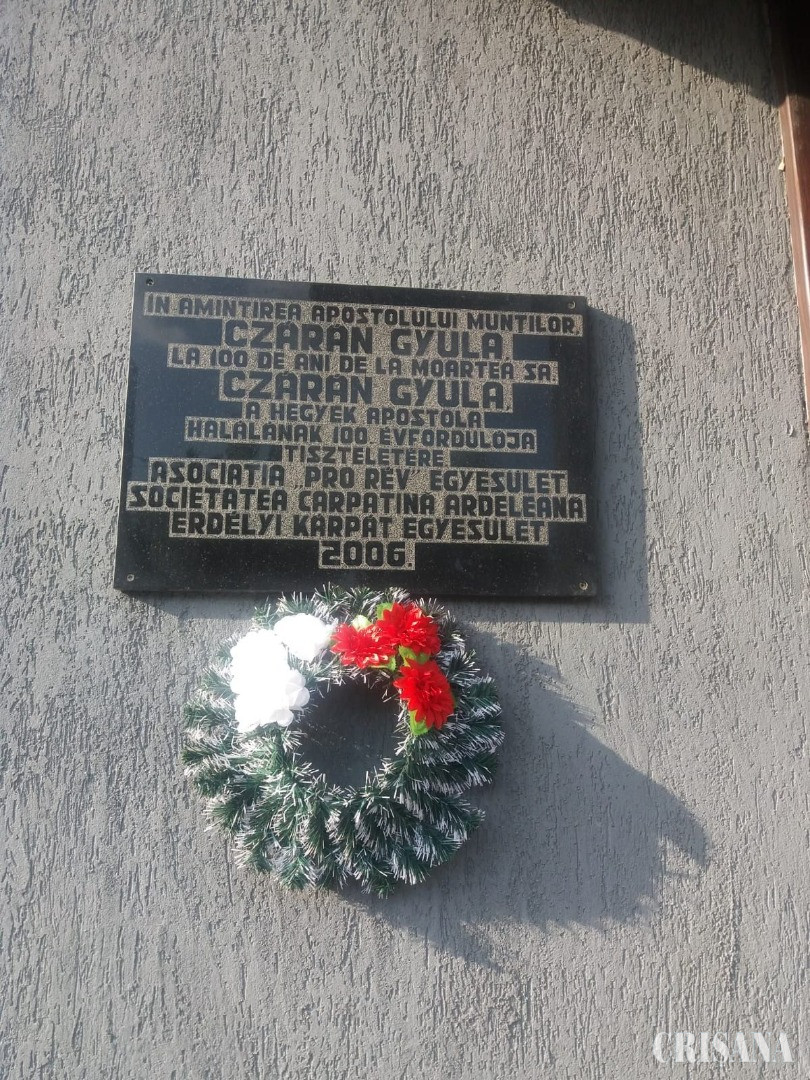 IN AMINTIREA APOSTOLULUI MUNȚILOR,
CZÁRÁN GYULA,
LA 100 DE ANI DE LA MOARTEA SA.
CZÁRÁN GYULA
A HEGYEK APOSTOLA
HALÁLÁNAK 100. ÉVFORDULÓJA
TISZTELETÉRE
ASOCIAȚIA „PRO RÉV” EGYESÜLET
SOCIETATEA CARPATINĂ ARDELEANĂ
ERDÉLYI KÁRPÁT EGYESÜLET
2006.
CRISANA